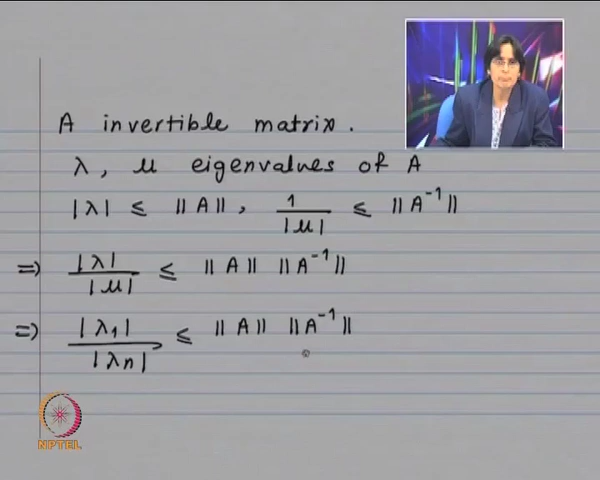 A invertible matrix.
λ, μ eigenvalues of A
|λ| ≤ ||A||, 1/|μ| ≤ ||A⁻¹||
=> |λ|/|μ| ≤ ||A|| ||A⁻¹||
=> |λ₁|/|λn| ≤ ||A|| ||A⁻¹||
NPTEL